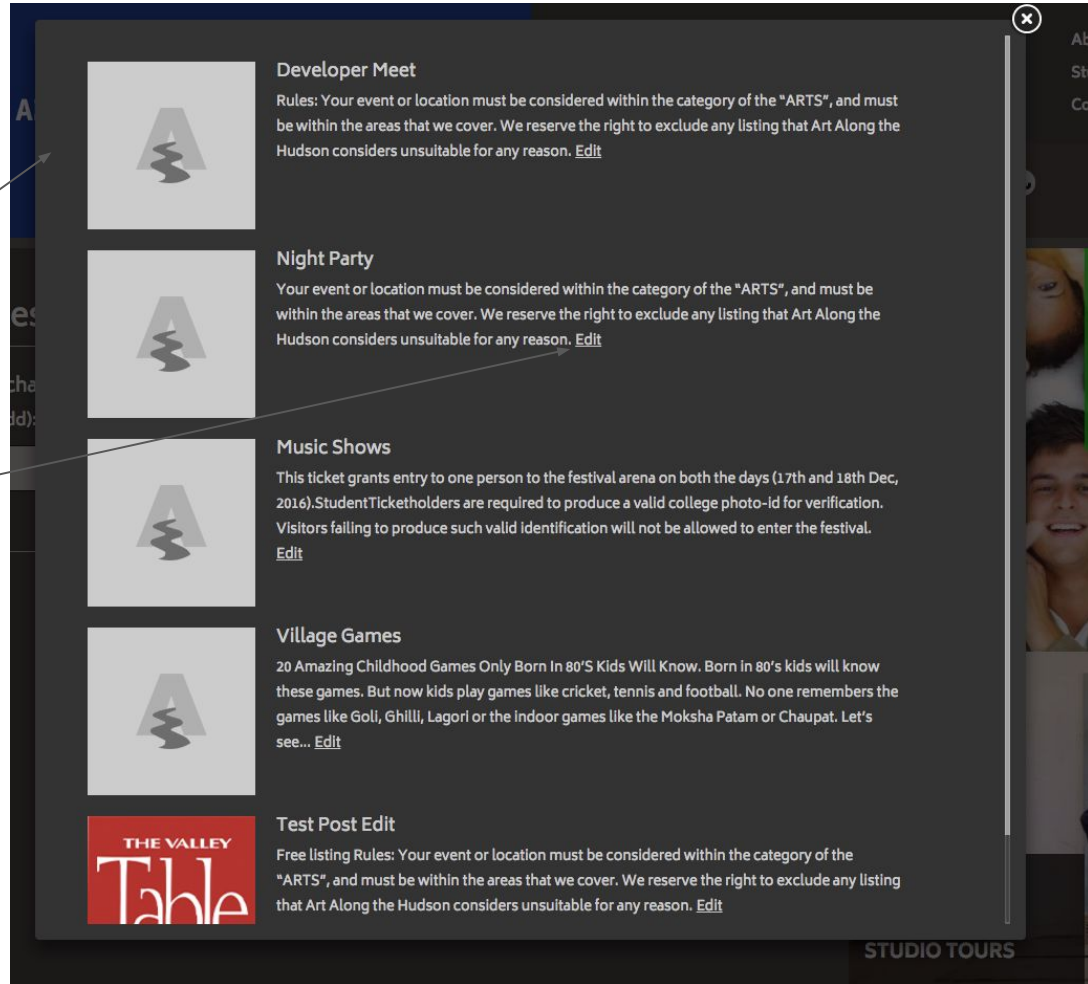 Developer Meet
Rules: Your event or location must be considered within the category of the "ARTS", and must
be within the areas that we cover. We reserve the right to exclude any listing that Art Along the
Hudson considers unsuitable for any reason. Edit
Night Party
Your event or location must be considered within the category of the "ARTS", and must be
within the areas that we cover. We reserve the right to exclude any listing that Art Along the
Hudson considers unsuitable for any reason. Edit
Music Shows
This ticket grants entry to one person to the festival arena on both the days (17th and 18th Dec,
2016).StudentTicketholders are required to produce a valid college photo-id for verification.
Visitors failing to produce such valid identification will not be allowed to enter the festival.
Edit
Village Games
20 Amazing Childhood Games Only Born In 80'S Kids Will Know. Born in 80's kids will know
these games. But now kids play games like cricket, tennis and football. No one remembers the
games like Goli, Ghilli, Lagori or the indoor games like the Moksha Patam or Chaupat. Let's
see... Edit
THE VALLEY
Table
Test Post Edit
Free listing Rules: Your event or location must be considered within the category of the
"ARTS", and must be within the areas that we cover. We reserve the right to exclude any listing
that Art Along the Hudson considers unsuitable for any reason. Edit
STUDIO TOURS